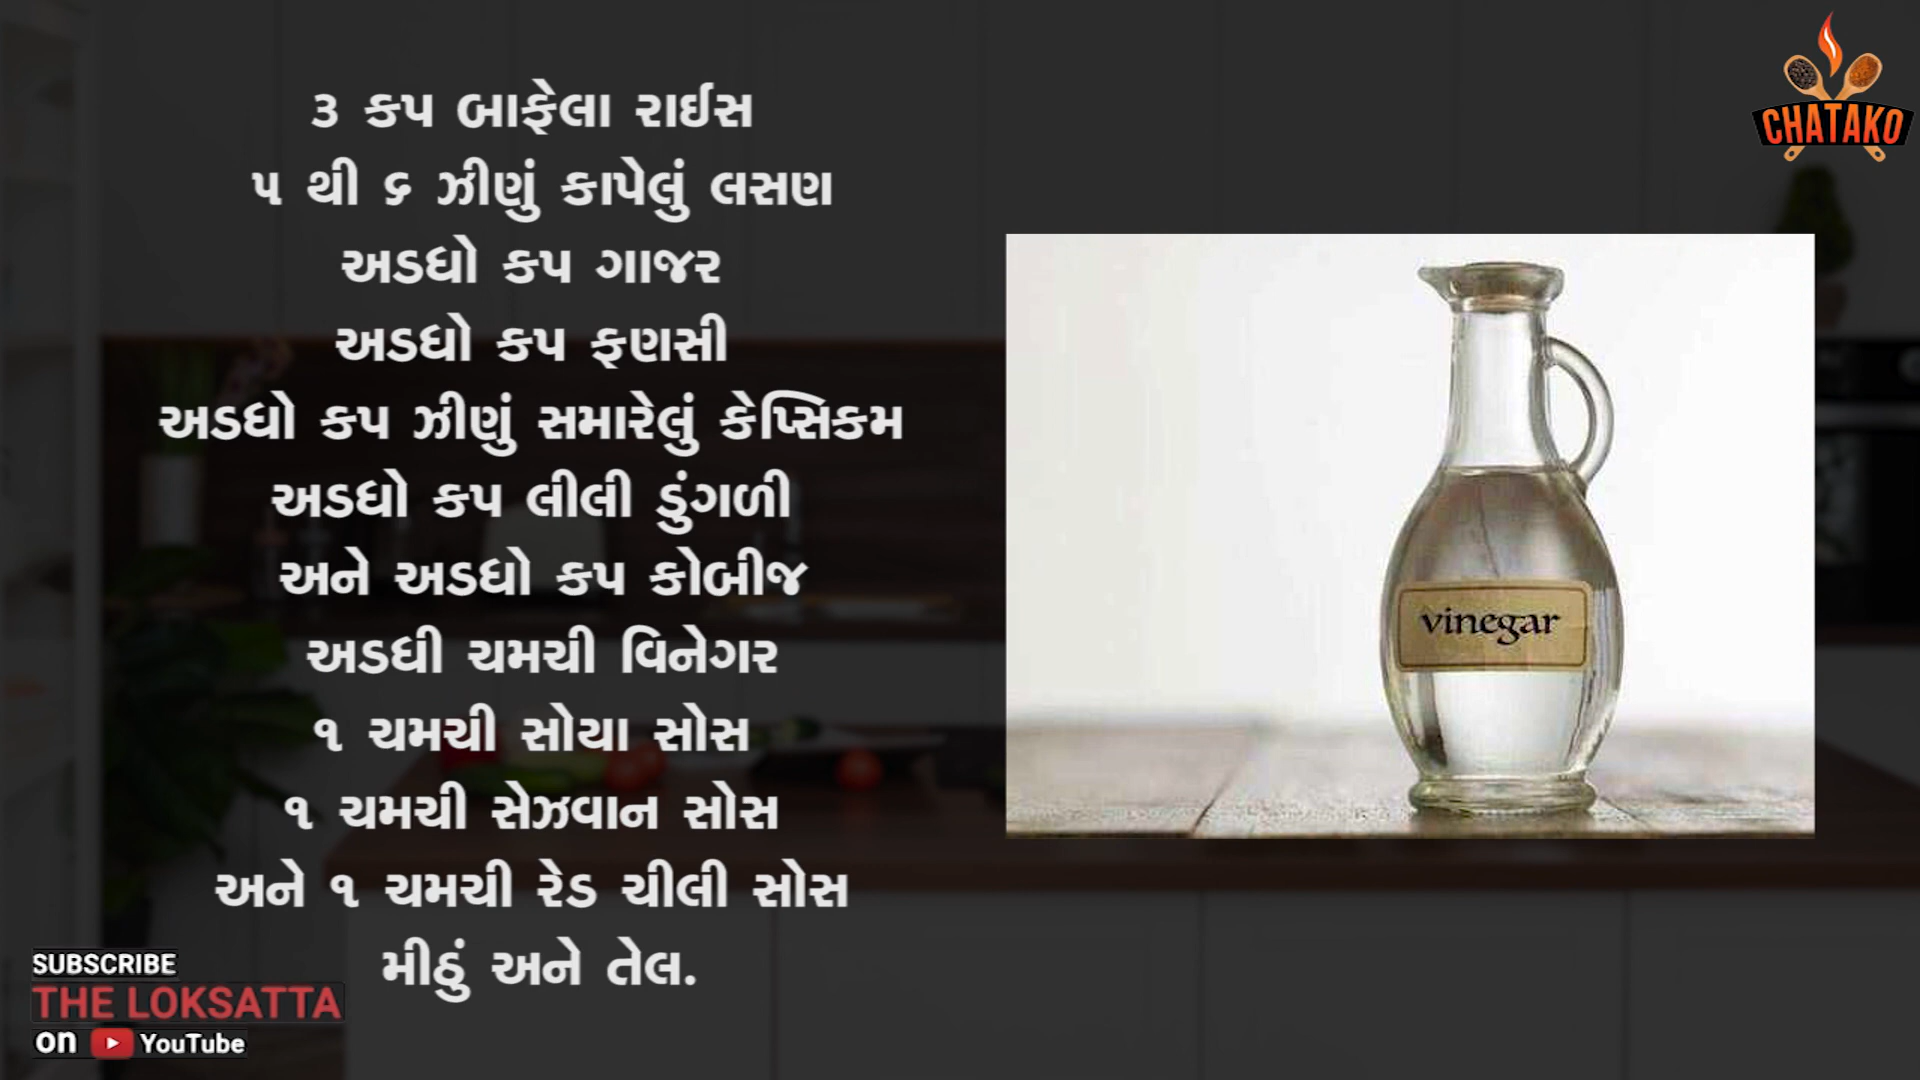 ૩ કપ બાફેલા રાઈસ
૫ થી ૬ ઝીણું કાપેલું લસણ
અડધો કપ ગાજર
અડધો કપ ફણસી
અડધો કપ ઝીણું સમારેલું કેપ્સિકમ
અડધો કપ લીલી ડુંગળી
અને અડધો કપ કોબીજ
અડધી ચમચી વિનેગર
૧ ચમચી સોયા સોસ
૧ ચમચી સેઝવાન સોસ
અને ૧ ચમચી રેડ ચીલી સોસ
મીઠું અને તેલ.
CHATAKO
vinegar
SUBSCRIBE
THE LOKSATTA
on YouTube